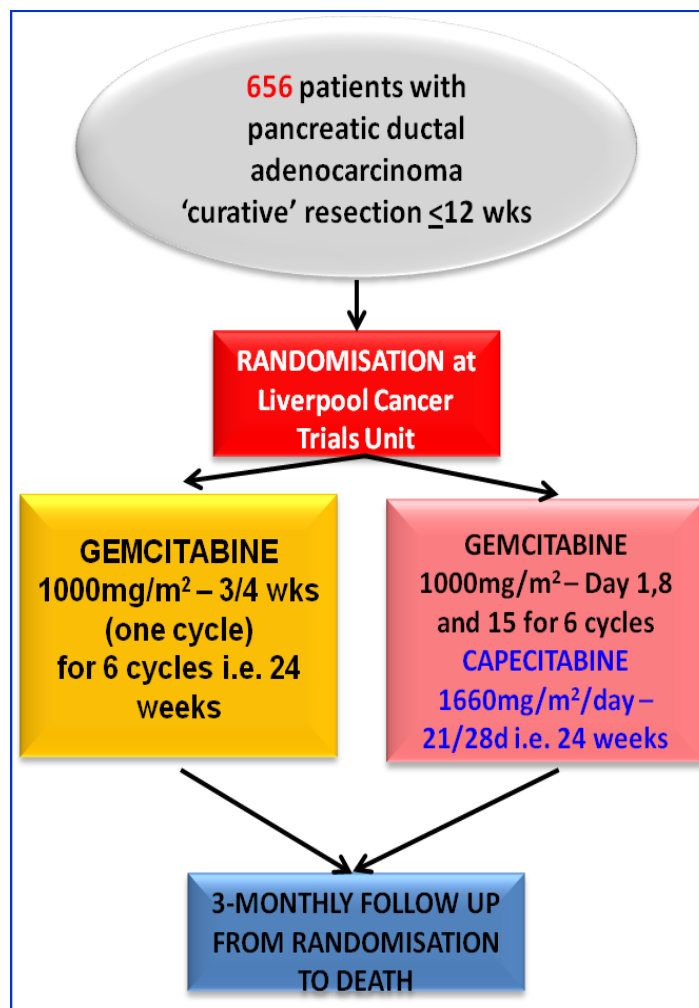 656 patients with
pancreatic ductal
adenocarcinoma
‘curative’ resection ≤12 wks
RANDOMISATION at
Liverpool Cancer
Trials Unit
GEMCITABINE
1000mg/m² – 3/4 wks
(one cycle)
for 6 cycles i.e. 24
weeks
GEMCITABINE
1000mg/m² – Day 1,8
and 15 for 6 cycles
CAPECITABINE
1660mg/m²/day –
21/28d i.e. 24 weeks
3-MONTHLY FOLLOW UP
FROM RANDOMISATION
TO DEATH